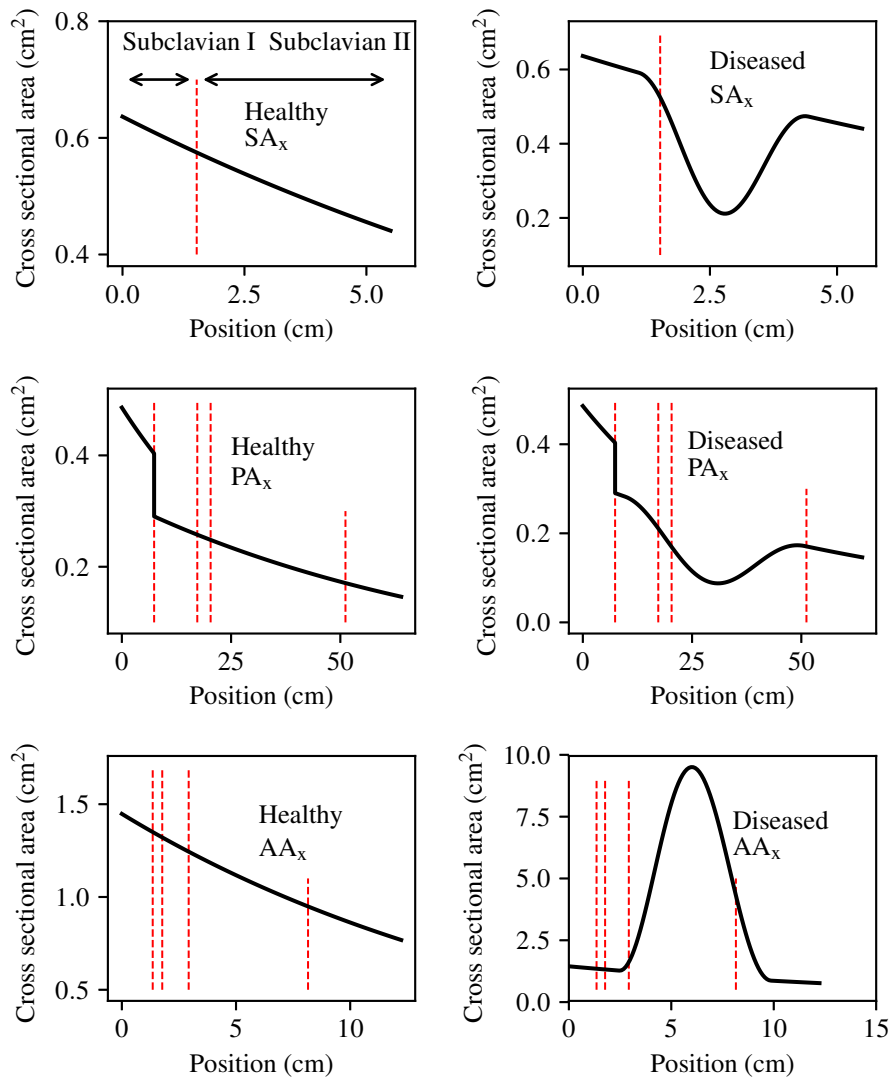 Cross sectional area (cm²)
0.8
0.6
0.4
Subclavian I
Subclavian II
Healthy
SAₓ
0.0
2.5
5.0
Position (cm)
Cross sectional area (cm²)
0.6
0.4
0.2
Diseased
SAₓ
0.0
2.5
5.0
Position (cm)
Cross sectional area (cm²)
0.4
0.2
Healthy
PAₓ
0
25
50
Position (cm)
Cross sectional area (cm²)
0.4
0.2
0.0
Diseased
PAₓ
0
25
50
Position (cm)
Cross sectional area (cm²)
1.5
1.0
0.5
Healthy
AAₓ
0
5
10
Position (cm)
Cross sectional area (cm²)
10.0
7.5
5.0
2.5
0.0
Diseased
AAₓ
0
5
10
15
Position (cm)